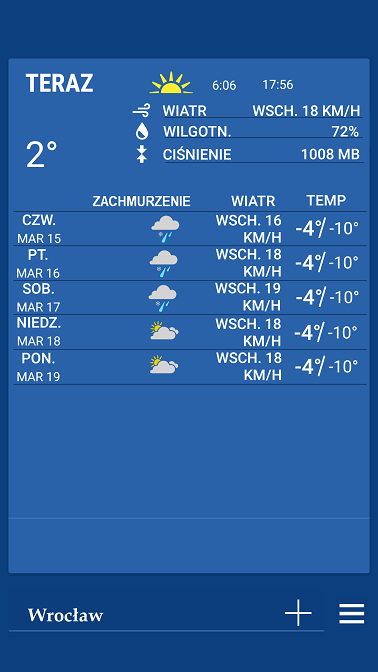 TERAZ 6:06 17:56
WIATR WSCH. 18 KM/H
WILGOTN. 72%
2°
CIŚNIENIE 1008 MB
ZACHMURZENIE WIATR TEMP
CZW. WSCH. 16
MAR 15 KM/H -4°/-10°
PT. WSCH. 18
MAR 16 KM/H -4°/-10°
SOB. WSCH. 19
MAR 17 KM/H -4°/-10°
NIEDZ. WSCH. 18
MAR 18 KM/H -4°/-10°
PON. WSCH. 18
MAR 19 KM/H -4°/-10°
Wrocław